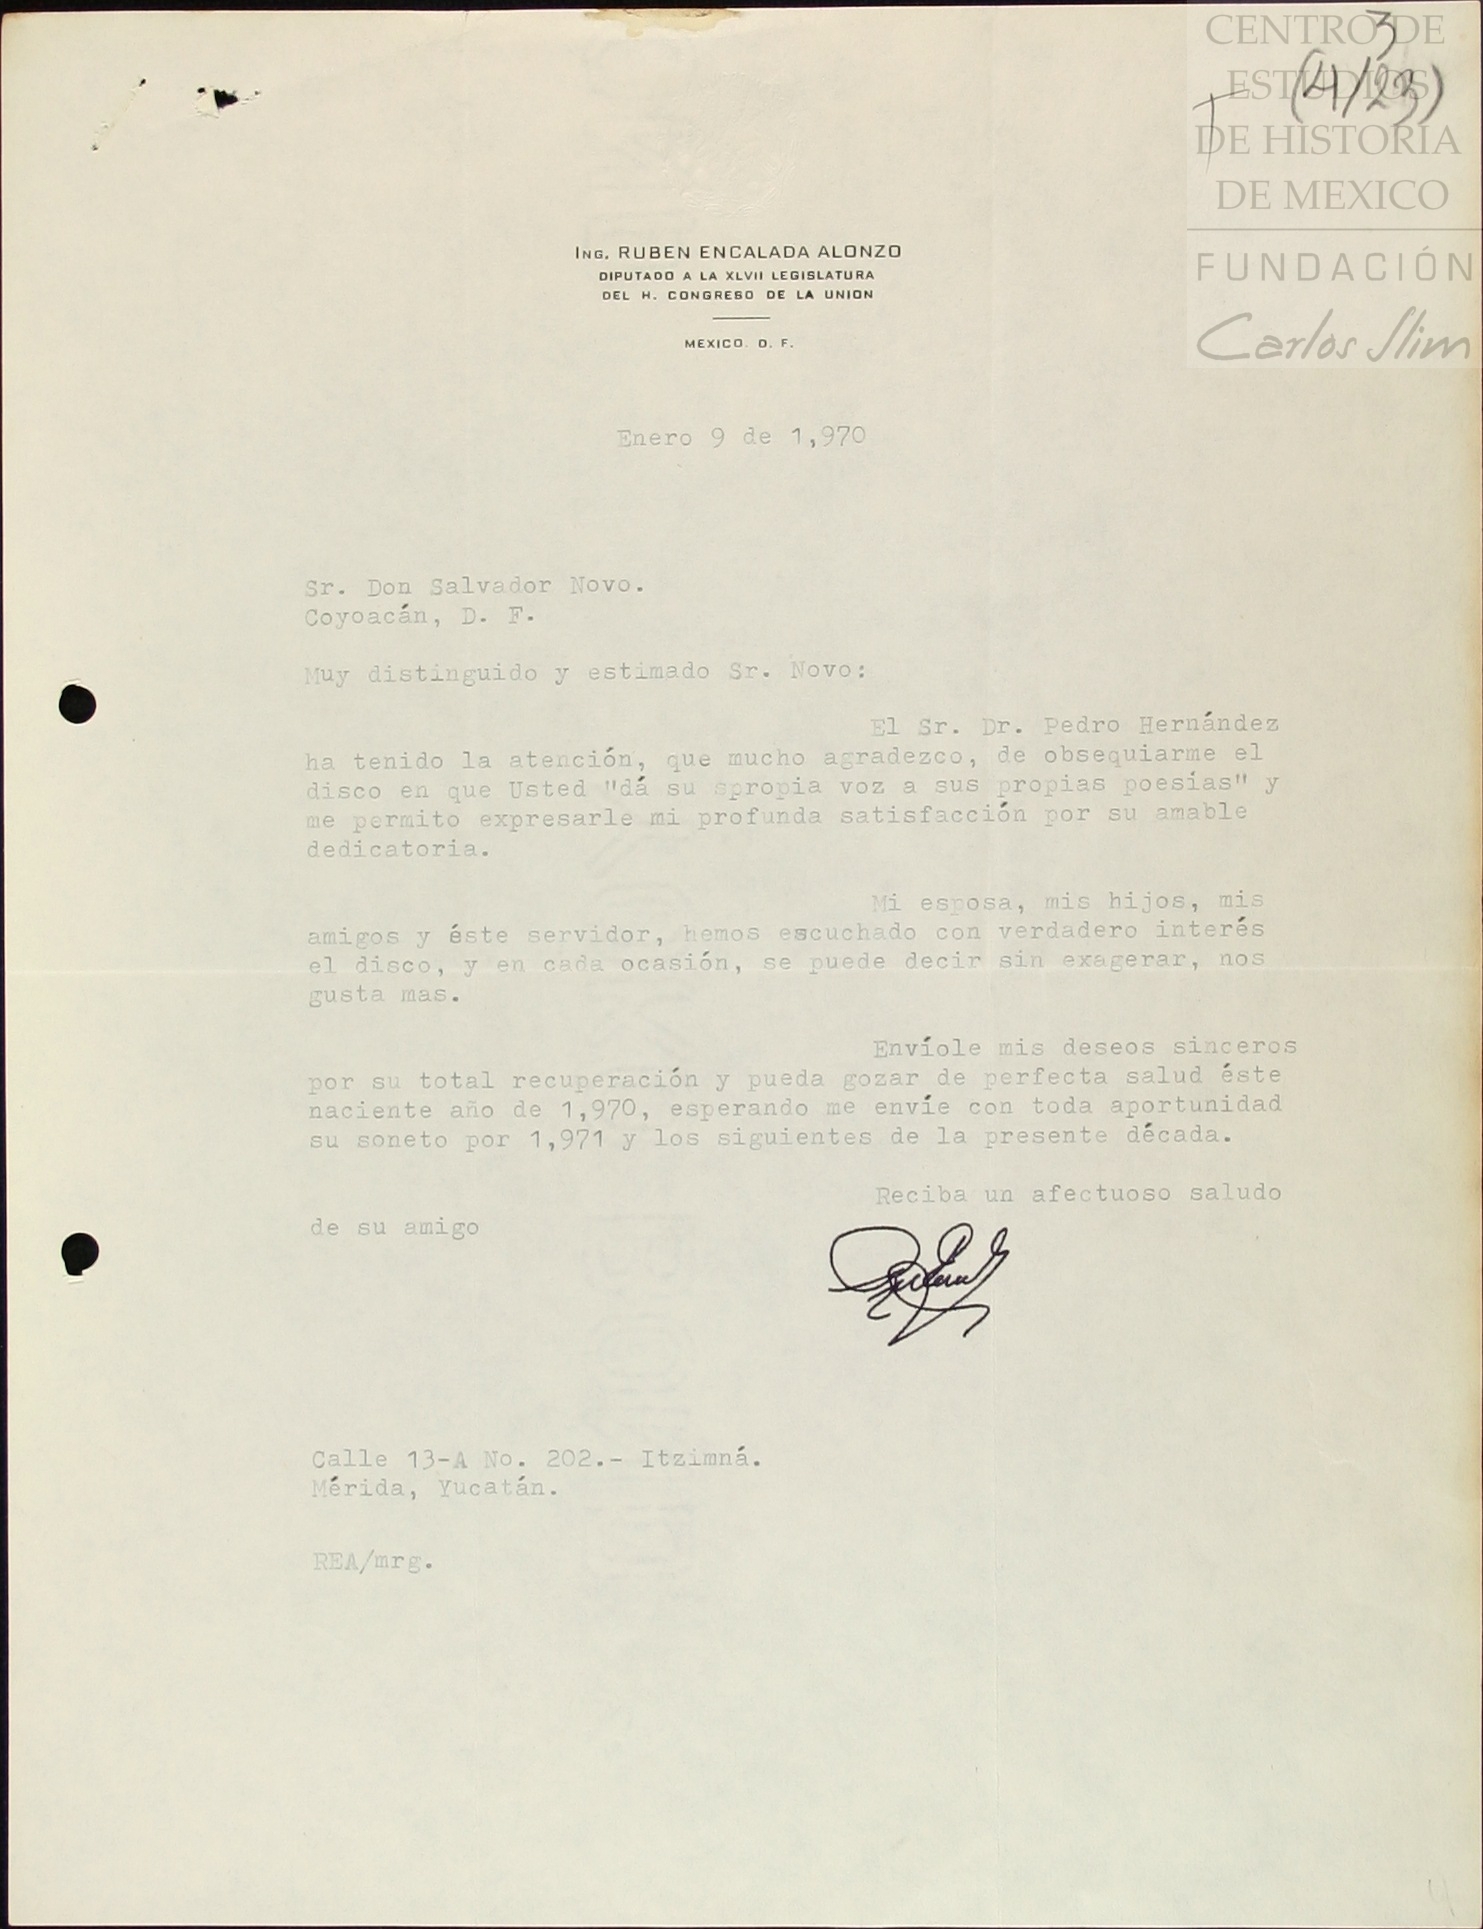 CENTRO DE
ESTUDIOS
DE HISTORIA
DE MEXICO
FUNDACIÓN
Carlos Slim
3
(4/23)
ING. RUBEN ENCALADA ALONZO
DIPUTADO A LA XLVII LEGISLATURA
DEL H. CONGRESO DE LA UNION
MEXICO. D. F.
Enero 9 de 1,970
Sr. Don Salvador Novo.
Coyoacán, D. F.
Muy distinguido y estimado Sr. Novo:
El Sr. Dr. Pedro Hernández
ha tenido la atención, que mucho agradezco, de obsequiarme el
disco en que Usted "dá su spropia voz a sus propias poesías" y
me permito expresarle mi profunda satisfacción por su amable
dedicatoria.
Mi esposa, mis hijos, mis
amigos y éste servidor, hemos escuchado con verdadero interés
el disco, y en cada ocasión, se puede decir sin exagerar, nos
gusta mas.
Envíole mis deseos sinceros
por su total recuperación y pueda gozar de perfecta salud éste
naciente año de 1,970, esperando me envíe con toda aportunidad
su soneto por 1,971 y los siguientes de la presente década.
Reciba un afectuoso saludo
de su amigo
Calle 13-A No. 202.- Itzimná.
Mérida, Yucatán.
REA/mrg.